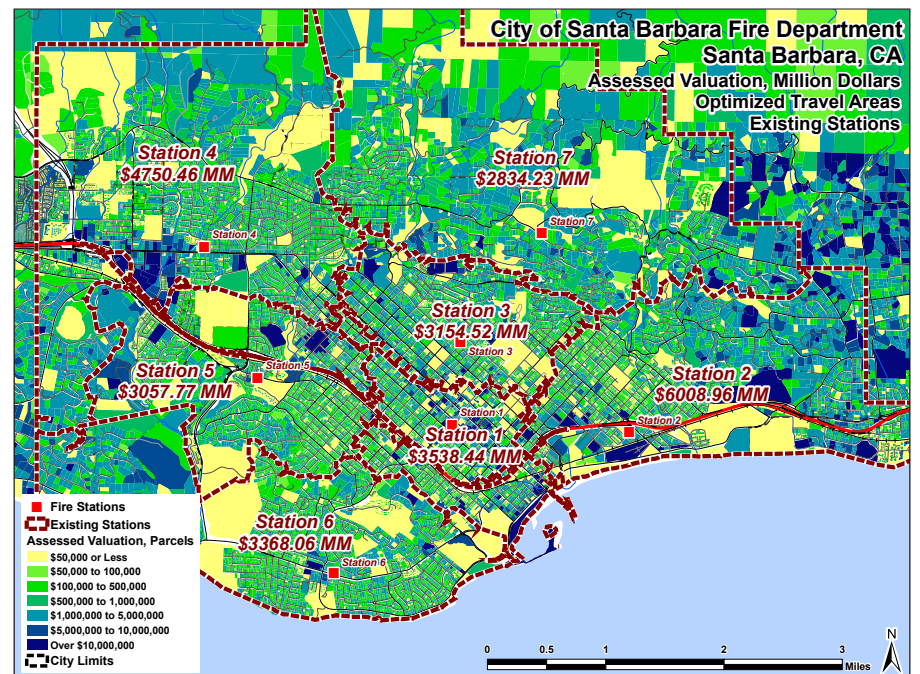 City of Santa Barbara Fire Department
Santa Barbara, CA
Assessed Valuation, Million Dollars
Optimized Travel Areas
Existing Stations
Station 4
$4750.46 MM
Station 7
$2834.23 MM
Station 7
Station 4
Station 3
$3154.52 MM
Station 3
Station 5
Station 5
$3057.77 MM
Station 2
$6008.96 MM
Station 1
Station 2
Station 1
$3538.44 MM
Station 6
$3368.06 MM
Station 6
Fire Stations
Existing Stations
Assessed Valuation, Parcels
$50,000 or Less
$50,000 to 100,000
$100,000 to 500,000
$500,000 to 1,000,000
$1,000,000 to 5,000,000
$5,000,000 to 10,000,000
Over $10,000,000
City Limits
N
0 0.5 1 2 3
Miles